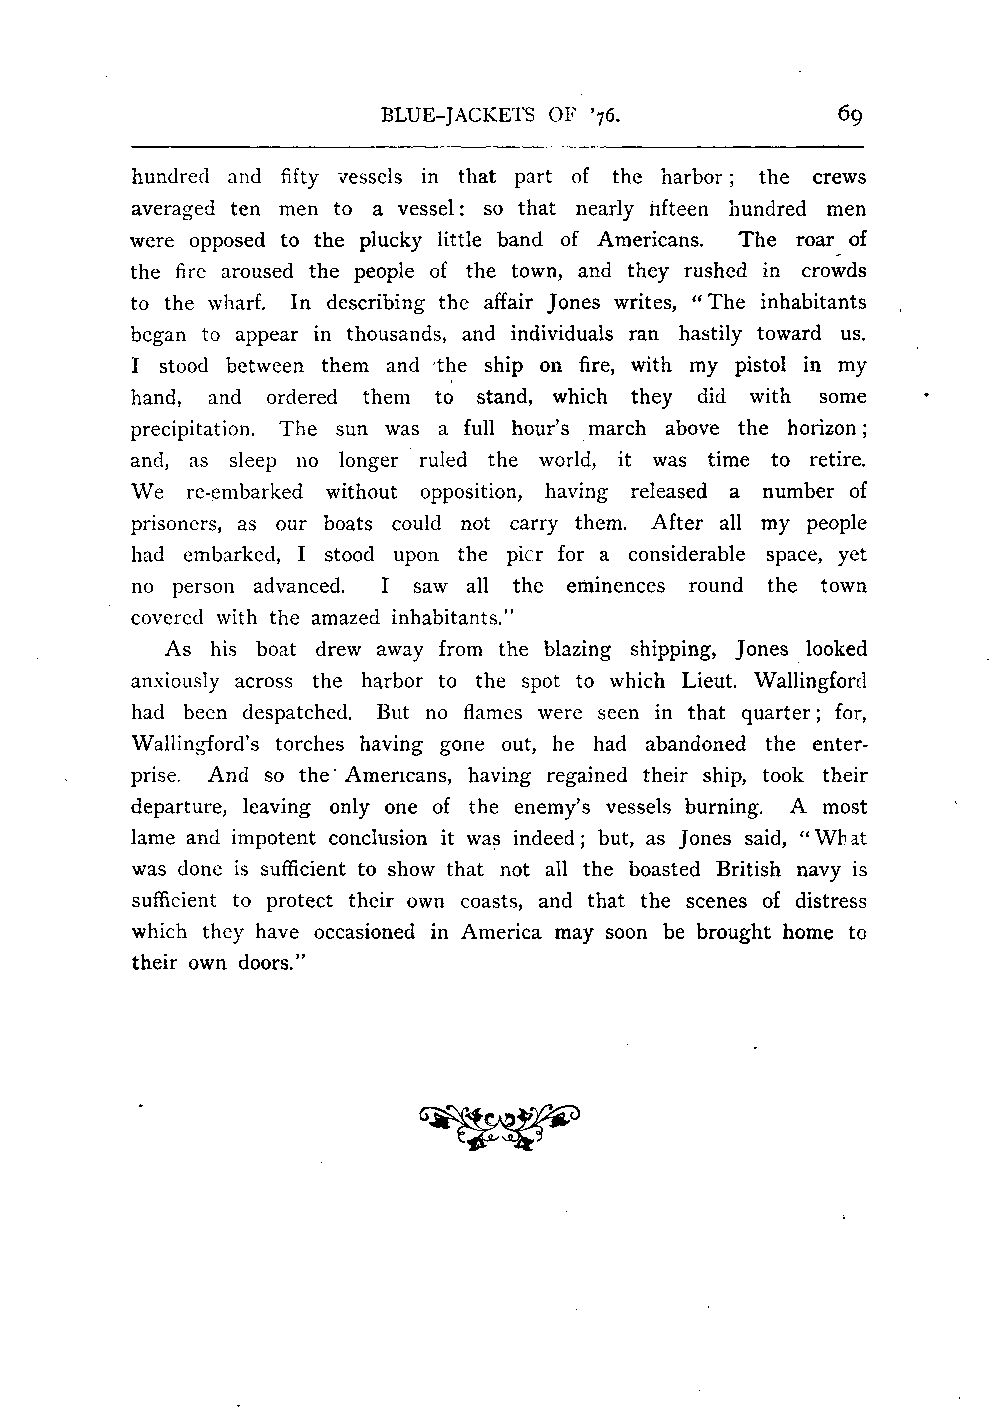 BLUE-JACKETS OF '76. 69
hundred and fifty vessels in that part of the harbor; the crews
averaged ten men to a vessel: so that nearly fifteen hundred men
were opposed to the plucky little band of Americans. The roar of
the fire aroused the people of the town, and they rushed in crowds
to the wharf. In describing the affair Jones writes, "The inhabitants
began to appear in thousands, and individuals ran hastily toward us.
I stood between them and the ship on fire, with my pistol in my
hand, and ordered them to stand, which they did with some
precipitation. The sun was a full hour's march above the horizon;
and, as sleep no longer ruled the world, it was time to retire.
We re-embarked without opposition, having released a number of
prisoners, as our boats could not carry them. After all my people
had embarked, I stood upon the pier for a considerable space, yet
no person advanced. I saw all the eminences round the town
covered with the amazed inhabitants."
As his boat drew away from the blazing shipping, Jones looked
anxiously across the harbor to the spot to which Lieut. Wallingford
had been despatched. But no flames were seen in that quarter; for,
Wallingford's torches having gone out, he had abandoned the enter-
prise. And so the Americans, having regained their ship, took their
departure, leaving only one of the enemy's vessels burning. A most
lame and impotent conclusion it was indeed; but, as Jones said, "What
was done is sufficient to show that not all the boasted British navy is
sufficient to protect their own coasts, and that the scenes of distress
which they have occasioned in America may soon be brought home to
their own doors."